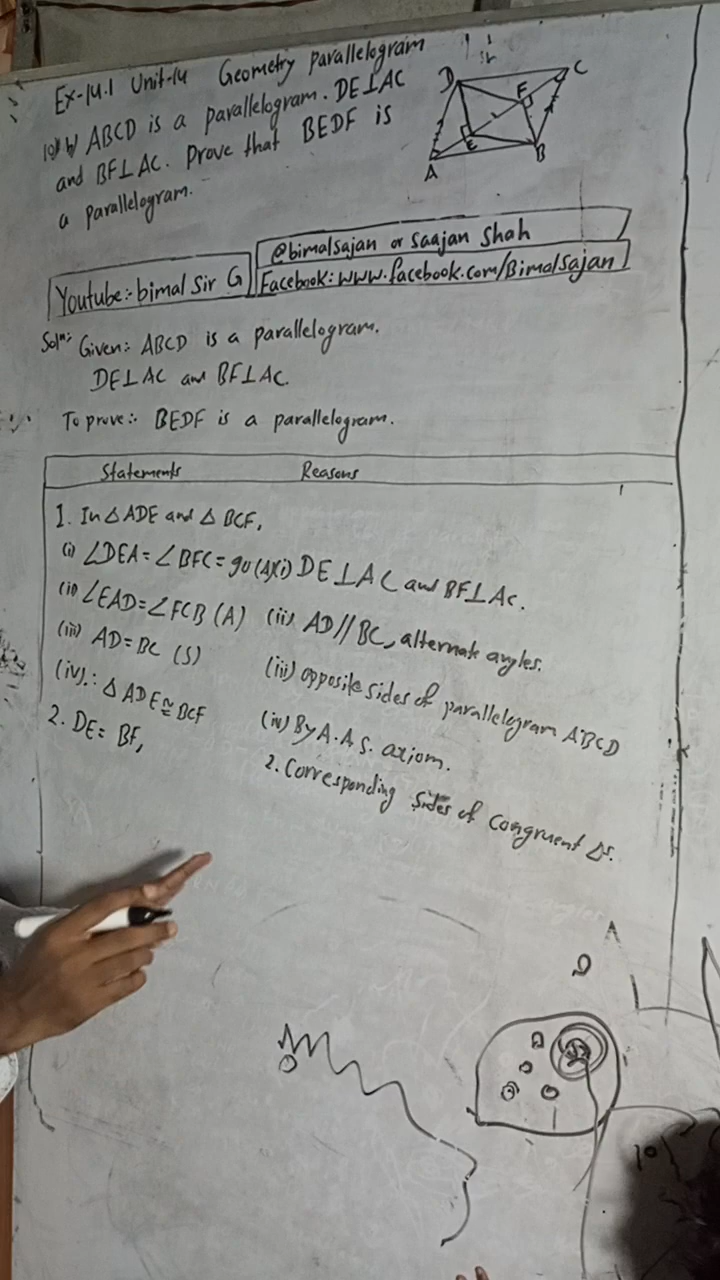 Ex-14.1 Unit-14 Geometry parallelogram
10) b) ABCD is a parallelogram. DE⊥AC
and BF⊥AC. Prove that BEDF is
a parallelogram.
D F C
E
A B
@bimalsajan or Saajan Shah
Youtube:- bimal Sir G
Facebook: www.facebook.com/Bimalsajan
Solⁿ: Given: ABCD is a parallelogram.
DE⊥AC and BF⊥AC.
To prove:- BEDF is a parallelogram.
Statements Reasons
1. In △ ADE and △ BCF,
(i) ∠DEA = ∠BFC = 90 (A) (i) DE⊥AC and BF⊥AC.
(ii) ∠EAD = ∠FCB (A) (ii) AD//BC, alternate angles.
(iii) AD = BC (S) (iii) opposite sides of parallelogram ABCD
(iv) ∴ △ ADE ≅ BCF (iv) By A.A.S. axiom.
2. DE = BF, 2. Corresponding sides of congruent △s.